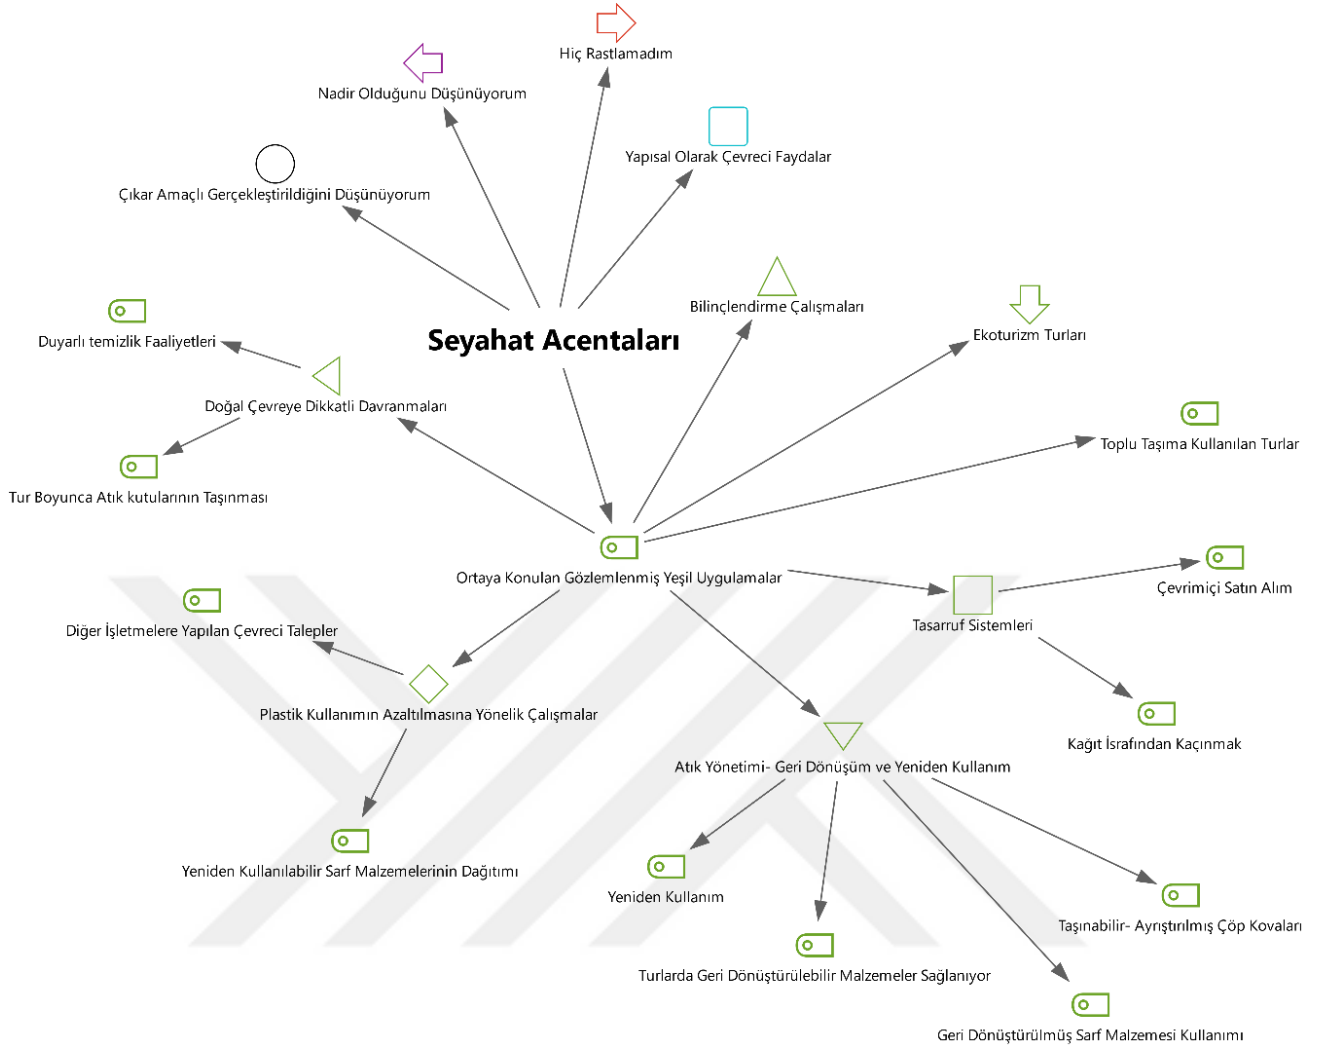 Hiç Rastlamadım
Nadir Olduğunu Düşünüyorum
Yapısal Olarak Çevreci Faydalar
Çıkar Amaçlı Gerçekleştirildiğini Düşünüyorum
Bilinçlendirme Çalışmaları
Ekoturizm Turları
Seyahat Acentaları
Duyarlı temizlik Faaliyetleri
Doğal Çevreye Dikkatli Davranmaları
Toplu Taşıma Kullanılan Turlar
Tur Boyunca Atık kutularının Taşınması
Ortaya Konulan Gözlemlenmiş Yeşil Uygulamalar
Çevrimiçi Satın Alım
Tasarruf Sistemleri
Diğer İşletmelere Yapılan Çevreci Talepler
Plastik Kullanımın Azaltılmasına Yönelik Çalışmalar
Kağıt İsrafından Kaçınmak
Atık Yönetimi- Geri Dönüşüm ve Yeniden Kullanım
Yeniden Kullanılabilir Sarf Malzemelerinin Dağıtımı
Yeniden Kullanım
Taşınabilir- Ayrıştırılmış Çöp Kovaları
Turlarda Geri Dönüştürülebilir Malzemeler Sağlanıyor
Geri Dönüştürülmüş Sarf Malzemesi Kullanımı